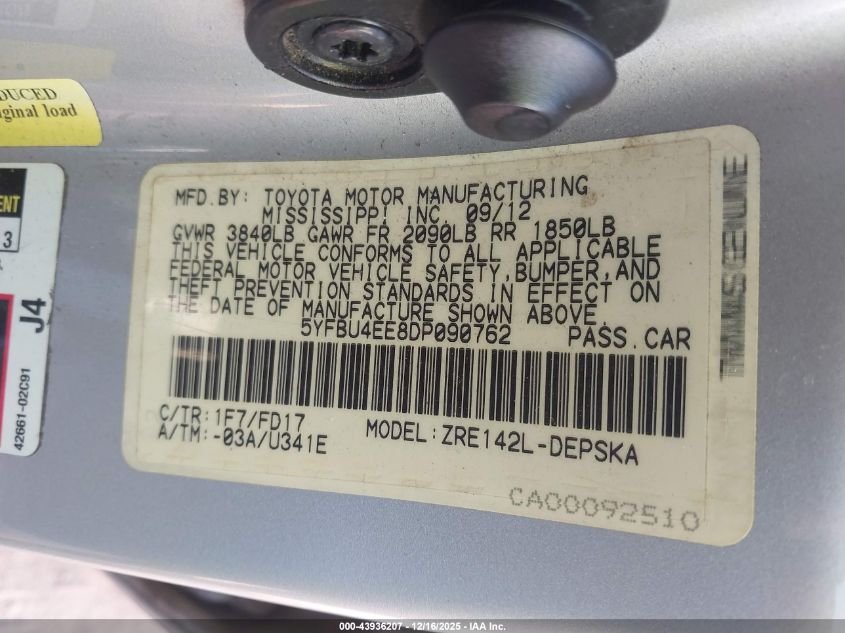 DUCED
ginal load
ENT
3
J4
42661-02C91
MFD.BY: TOYOTA MOTOR MANUFACTURING
MISSISSIPPI INC. 09/12
GVWR 3840LB GAWR FR 2090LB RR 1850LB
THIS VEHICLE CONFORMS TO ALL APPLICABLE
FEDERAL MOTOR VEHICLE SAFETY,BUMPER,AND
THEFT PREVENTION STANDARDS IN EFFECT ON
THE DATE OF MANUFACTURE SHOWN ABOVE.
5YFBU4EE8DP090762 PASS.CAR
C/TR:1F7/FD17
A/TM:-03A/U341E MODEL:ZRE142L-DEPSKA
CA00092510
000-43936207 - 12/16/2025 - IAA Inc.